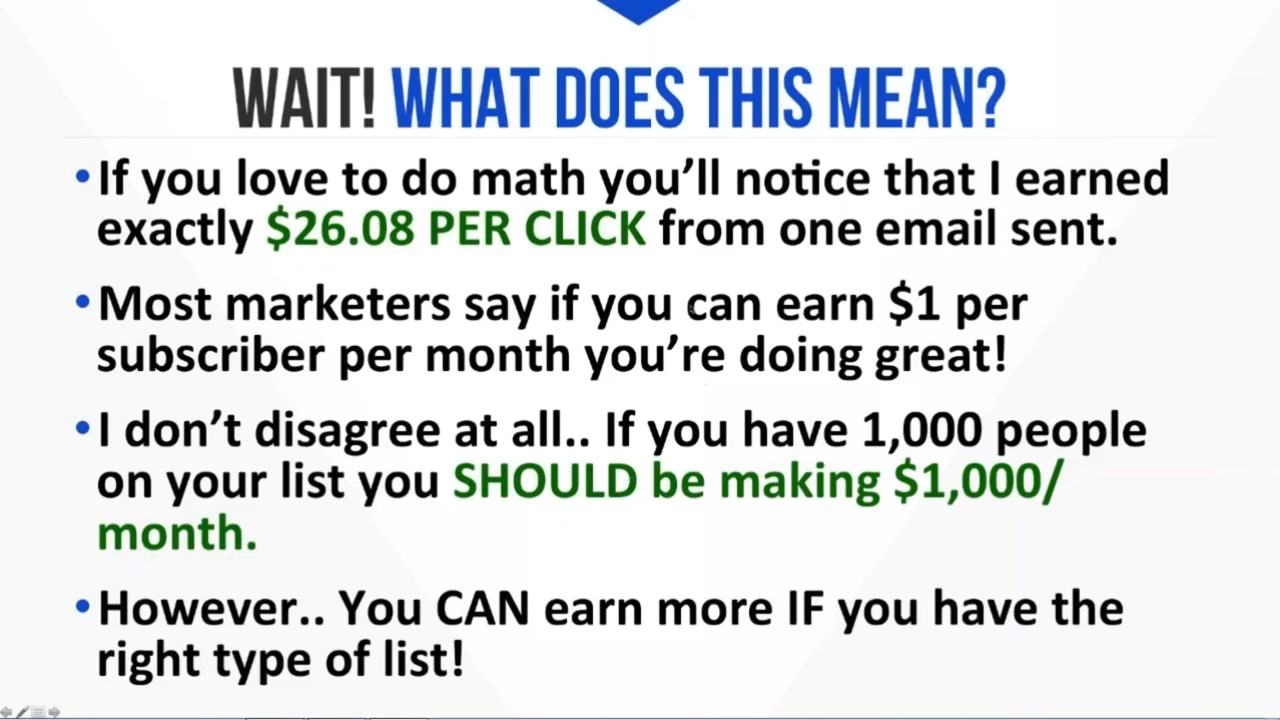 WAIT! WHAT DOES THIS MEAN?
•If you love to do math you’ll notice that I earned
exactly $26.08 PER CLICK from one email sent.
•Most marketers say if you can earn $1 per
subscriber per month you’re doing great!
•I don’t disagree at all.. If you have 1,000 people
on your list you SHOULD be making $1,000/
month.
•However.. You CAN earn more IF you have the
right type of list!